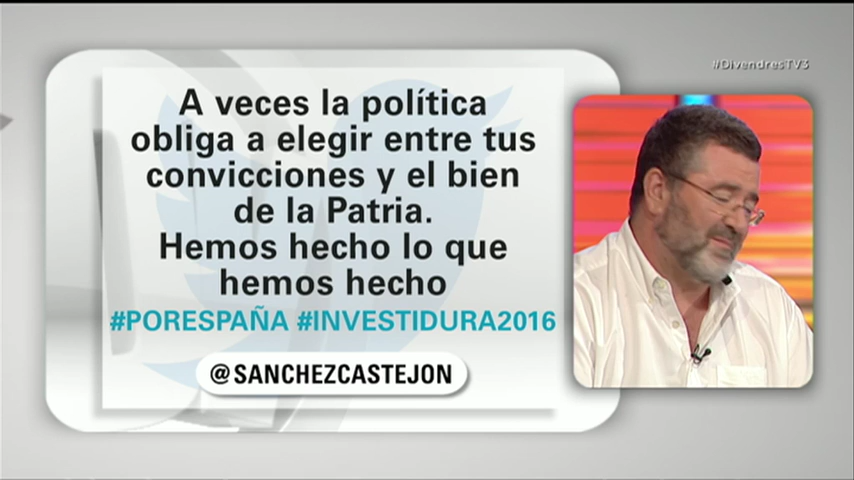 #DivendresTV3
A veces la política
obliga a elegir entre tus
convicciones y el bien
de la Patria.
Hemos hecho lo que
hemos hecho
#PORESPAÑA #INVESTIDURA2016
@SANCHEZCASTEJON